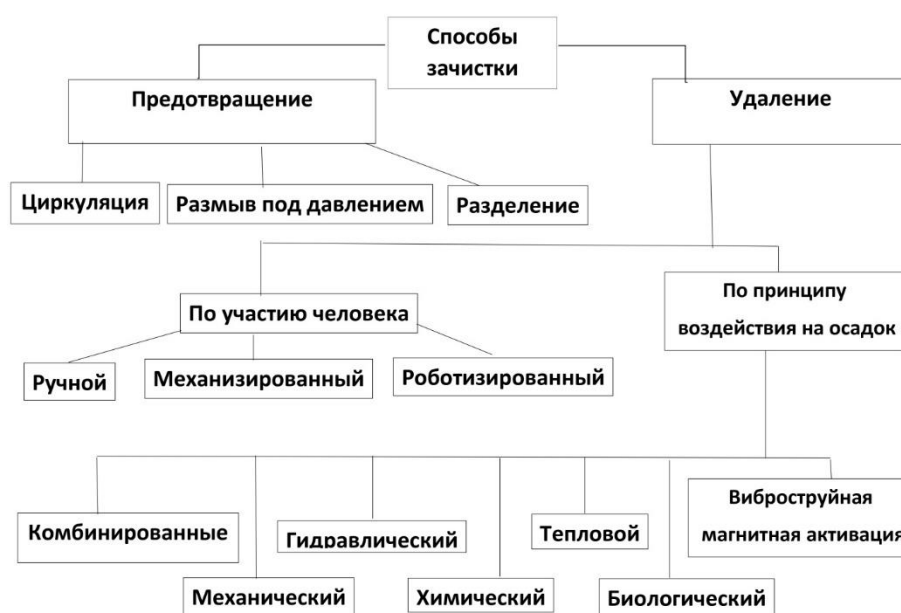 Способы
зачистки
Предотвращение
Удаление
Циркуляция
Размыв под давлением
Разделение
По участию человека
По принципу
воздействия на осадок
Ручной
Механизированный
Роботизированный
Комбинированные
Гидравлический
Тепловой
Виброструйная
магнитная активация
Механический
Химический
Биологический